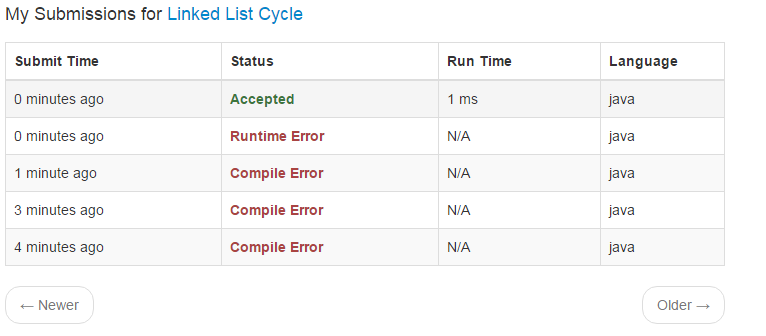 My Submissions for Linked List Cycle
Submit Time Status Run Time Language
0 minutes ago Accepted 1 ms java
0 minutes ago Runtime Error N/A java
1 minute ago Compile Error N/A java
3 minutes ago Compile Error N/A java
4 minutes ago Compile Error N/A java
← Newer Older →